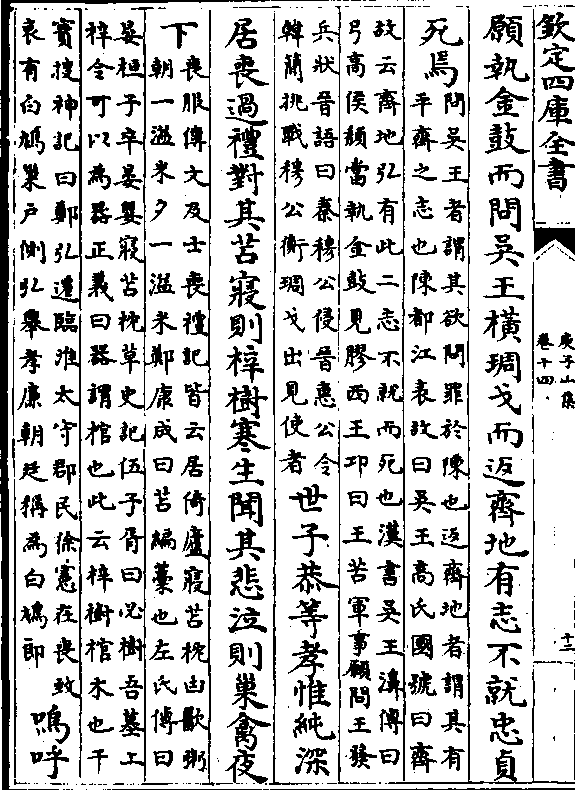 欽定四庫全書
庾子山集
卷十四
十三
願執金鼓而問吳王橫琱戈而返齊地有志不就忠貞
死焉
問吳王者謂其欲問罪於陳也返齊地者謂其有
平齊之志也陳都江表故曰吳王高氏國號曰齊
故云齊地弘有此二志不就而死也漢書吳王濞傳曰
弓高侯頽當執金鼓見膠西王卭曰王苦軍事願問王發
兵狀晉語曰秦穆公侵晉惠公令
韓簡挑戰穆公衡琱戈出見使者
世子恭等孝惟純深
居喪過禮對其苫寢則梓樹寒生聞其悲泣則巢禽夜
下
喪服傳文及士喪禮記皆云居倚廬寢苫枕凷歠粥
朝一溢米夕一溢米鄭康成曰苫編藁也左氏傳曰
晏桓子卒晏嬰寢苫枕草史記伍子胥曰必樹吾墓上
梓令可以為器正義曰器謂棺也此云梓樹棺木也干
寶搜神記曰鄭弘遷臨淮太守郡民徐憲在喪致
哀有白鳩巢户側弘舉孝廉朝廷稱為白鳩郎
嗚呼